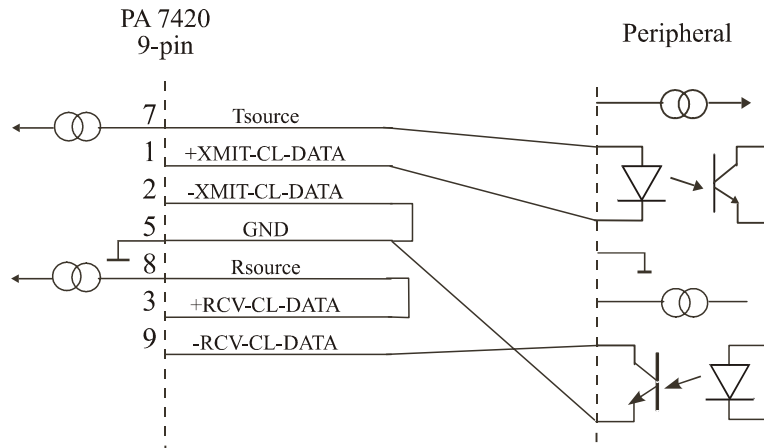 PA 7420
9-pin
Peripheral
7 Tsource
1 +XMIT-CL-DATA
2 -XMIT-CL-DATA
5 GND
8 Rsource
3 +RCV-CL-DATA
9 -RCV-CL-DATA